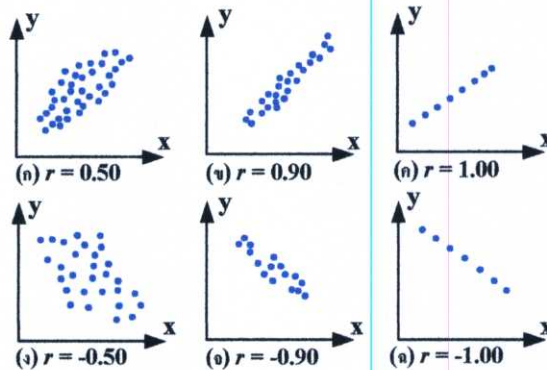 y y y
x x x
(ก) r = 0.50 (ข) r = 0.90 (ค) r = 1.00
y y y
x x x
(ง) r = -0.50 (จ) r = -0.90 (ฉ) r = -1.00